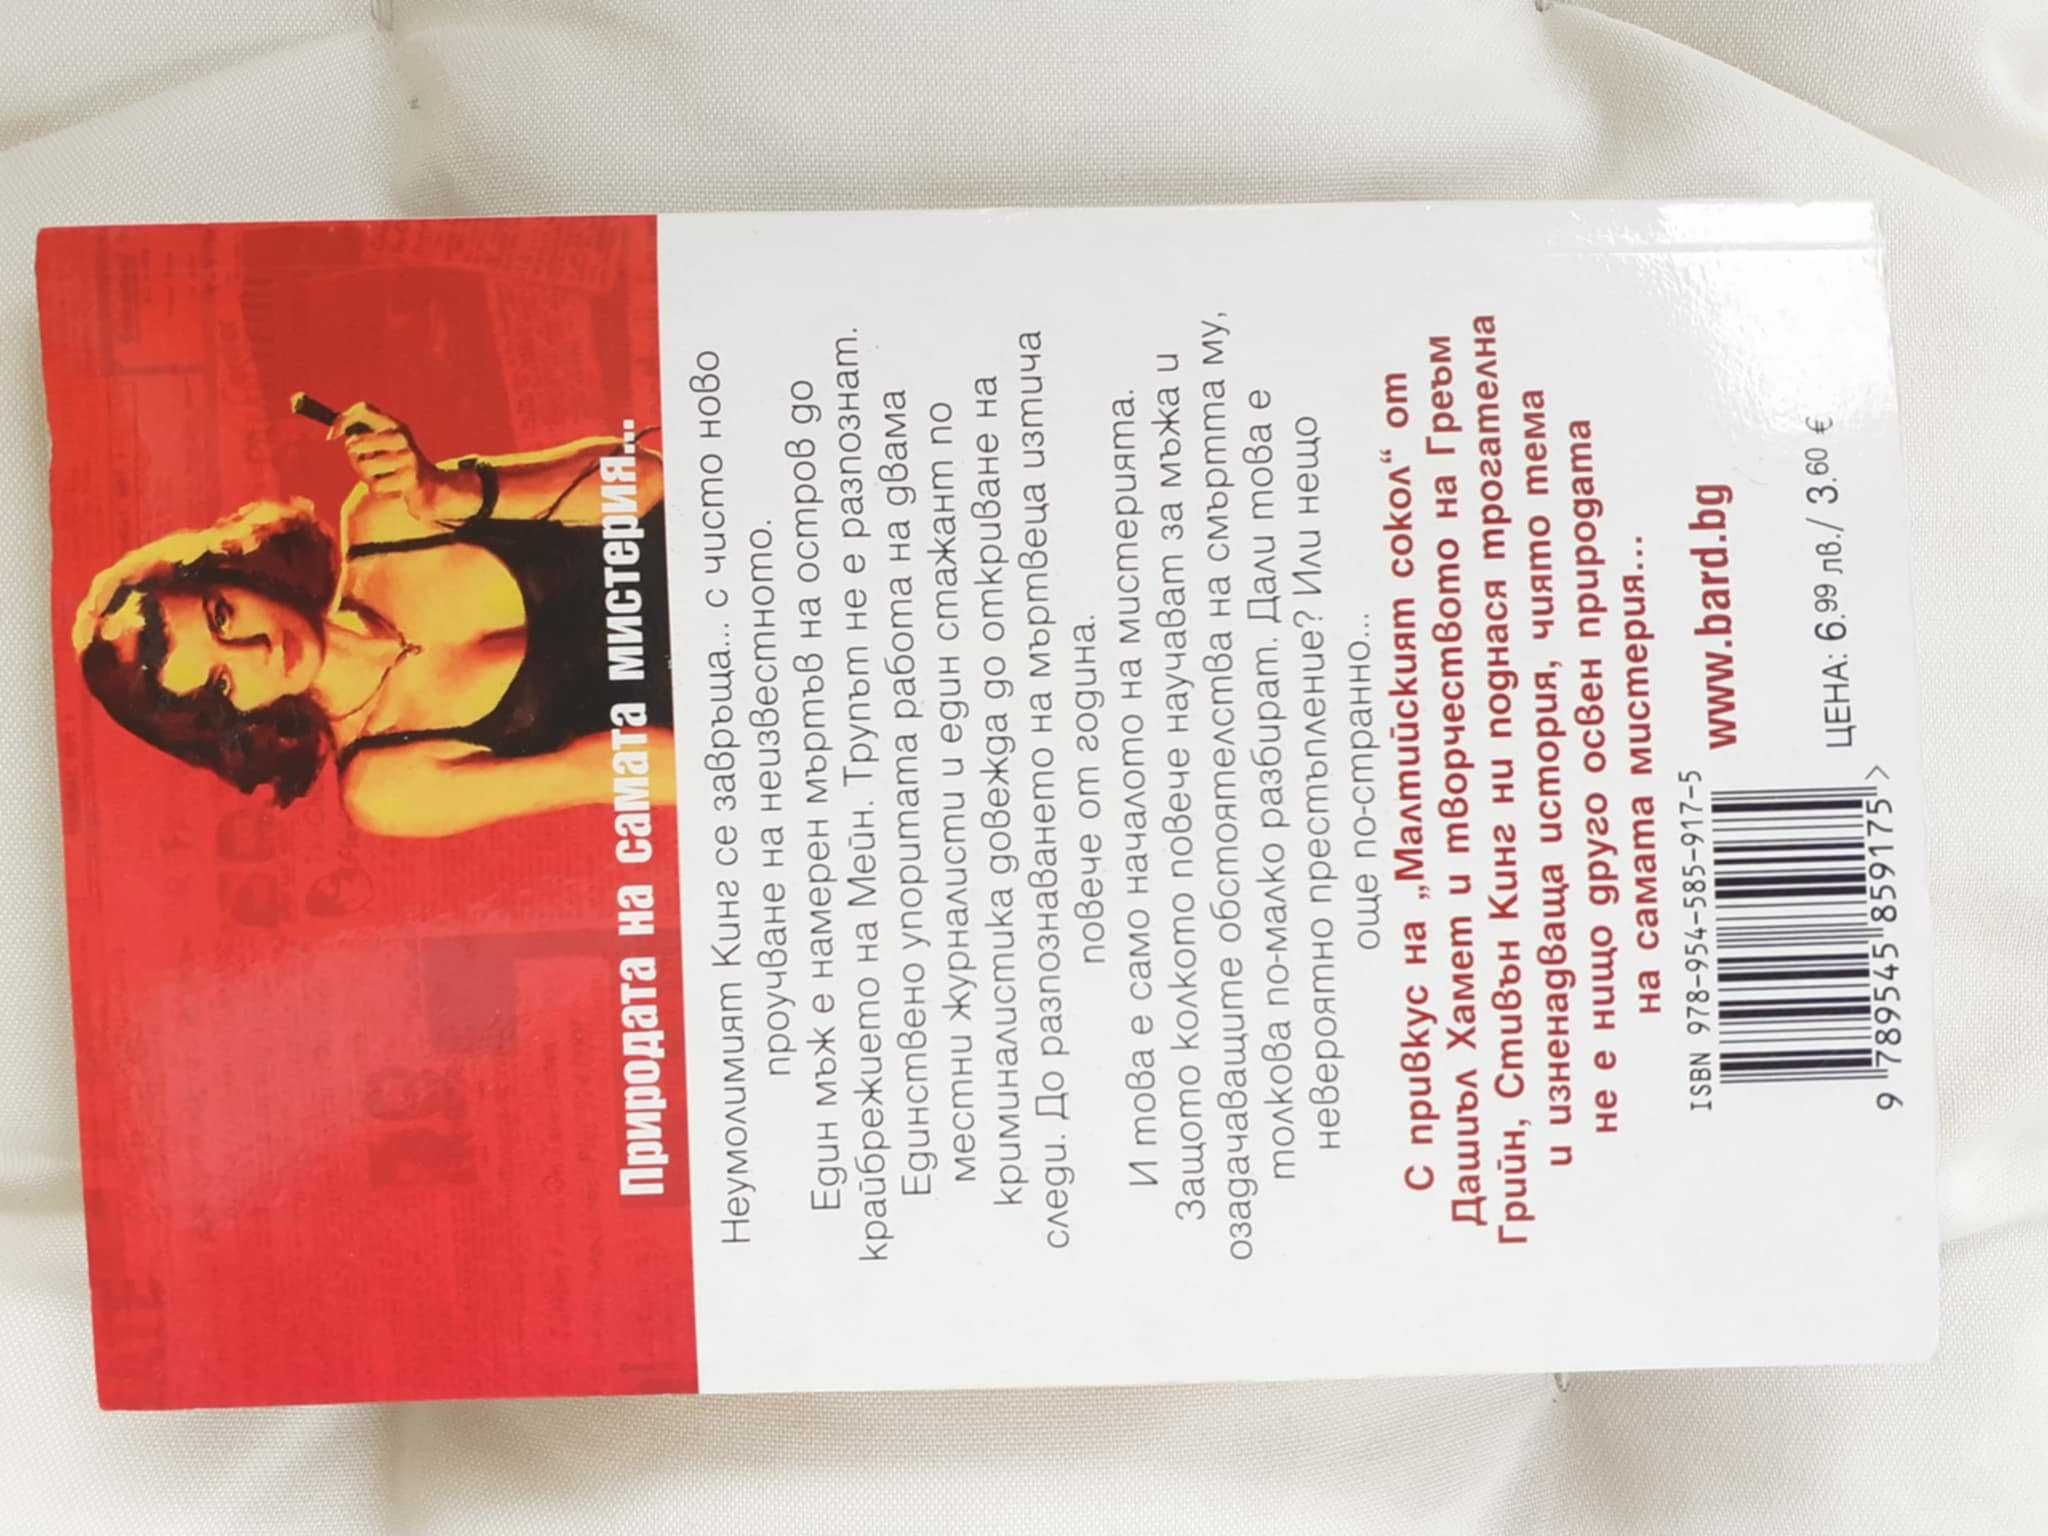 Природата на самата мистерия...
Неумолимият Кинг се завръща... с чисто ново
проучване на неизвестното.
Един мъж е намерен мъртъв на остров до
крайбрежието на Мейн. Трупът не е разпознат.
Единствено упоритата работа на двама
местни журналисти и един стажант по
криминалистика довежда до откриване на
следи. До разпознаването на мъртвеца изтича
повече от година.
И това е само началото на мистерията.
Защото колкото повече научават за мъжа и
озадачаващите обстоятелства на смъртта му,
толкова по-малко разбират. Дали това е
невероятно престъпление? Или нещо
още по-странно...
С привкус на „Малтийският сокол“ от
Дашиъл Хамет и творчеството на Греъм
Грийн, Стивън Кинг ни поднася трогателна
и изненадваща история, чиято тема
не е нищо друго освен природата
на самата мистерия...
ISBN 978-954-585-917-5
www.bard.bg
9 789545 859175 >
ЦЕНА: 6.99 лв./ 3.60 €